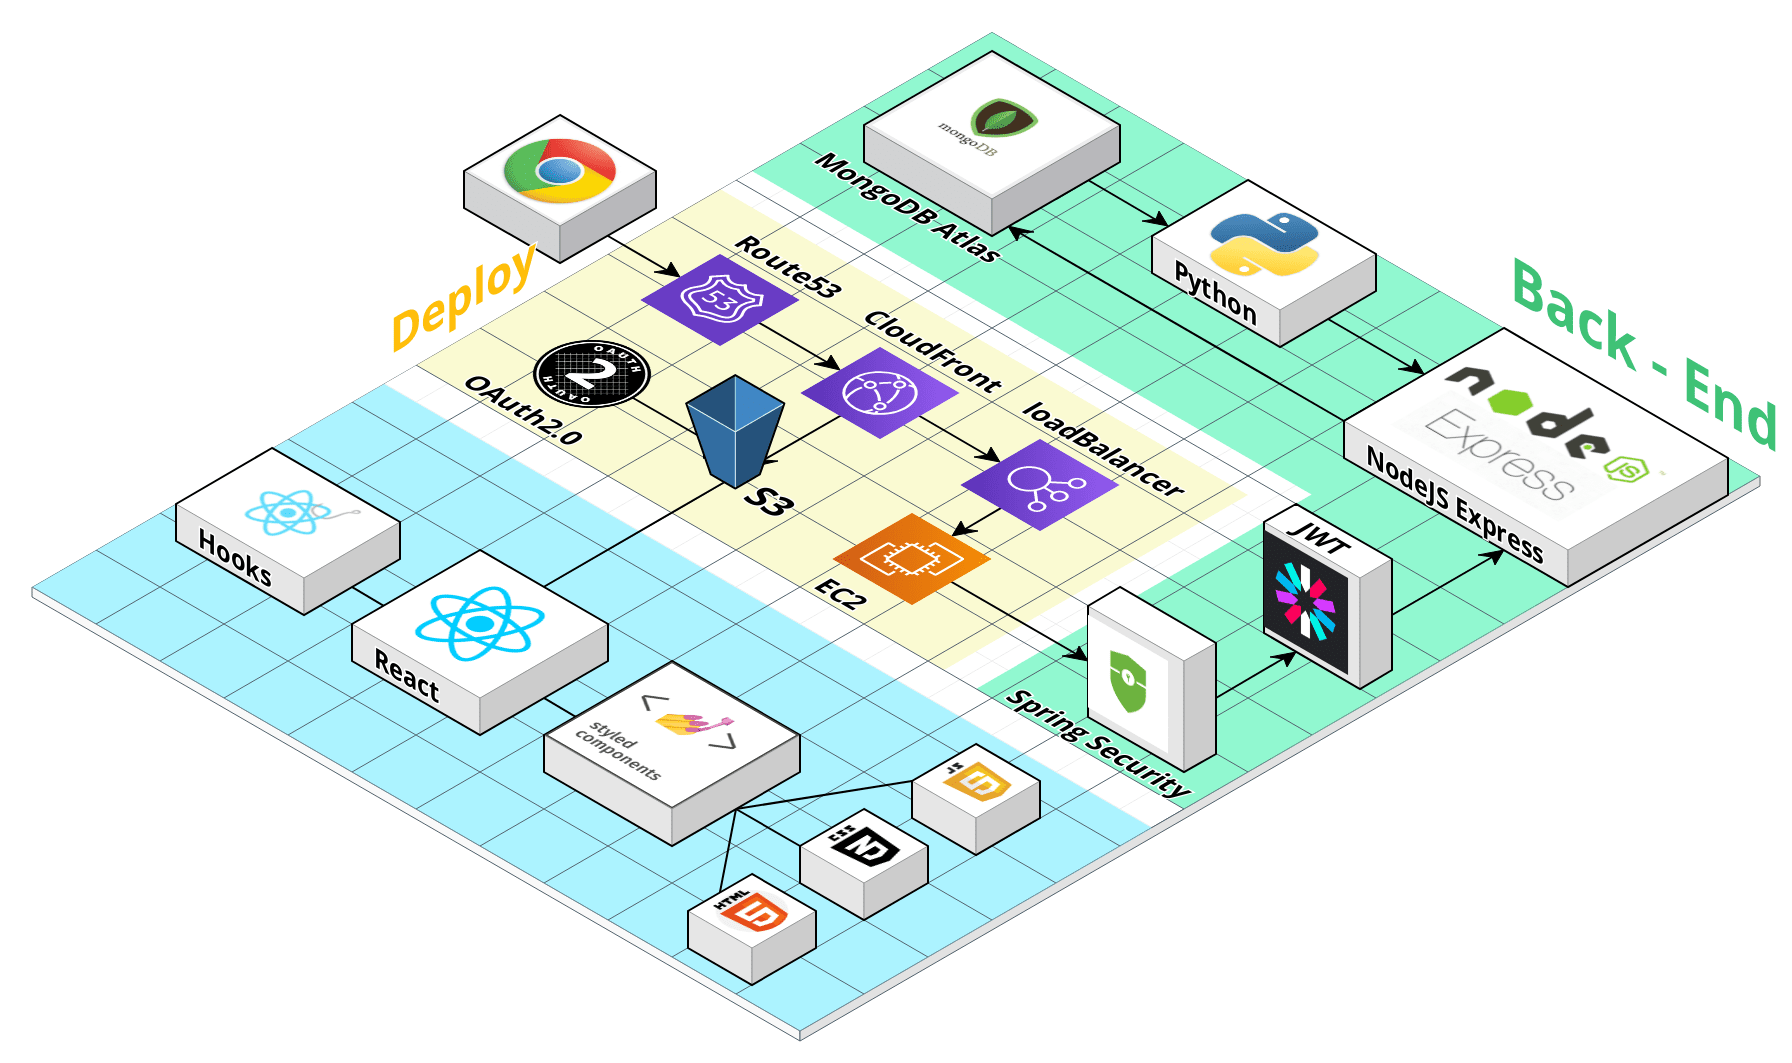 mongoDB
MongoDB Atlas
Python
Back - End
Deploy
Route53
53
CloudFront
OAUTH
2
OAUTH
OAuth2.0
loadBalancer
S3
EC2
node
JS
Express
NodeJS Express
JWT
Spring Security
Hooks
React
< >
styled
components
JS
CSS
HTML